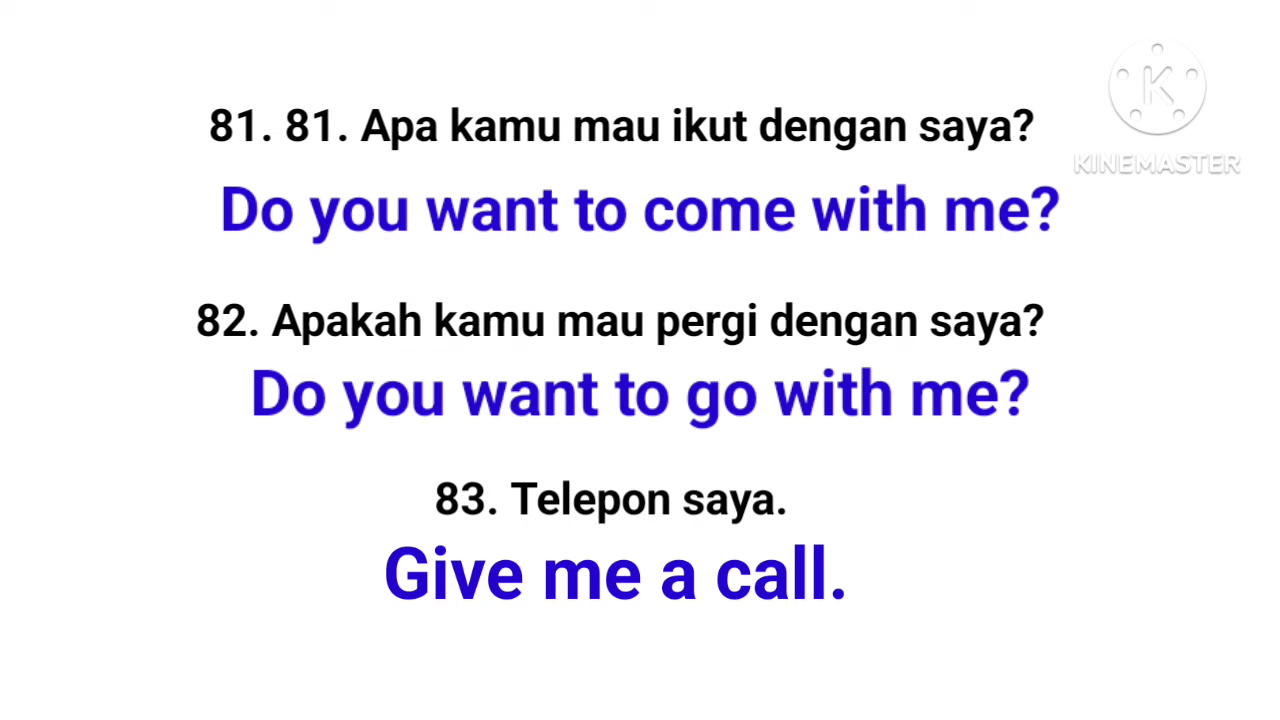 81. 81. Apa kamu mau ikut dengan saya?
Do you want to come with me?
82. Apakah kamu mau pergi dengan saya?
Do you want to go with me?
83. Telepon saya.
Give me a call.
K
KINEMASTER